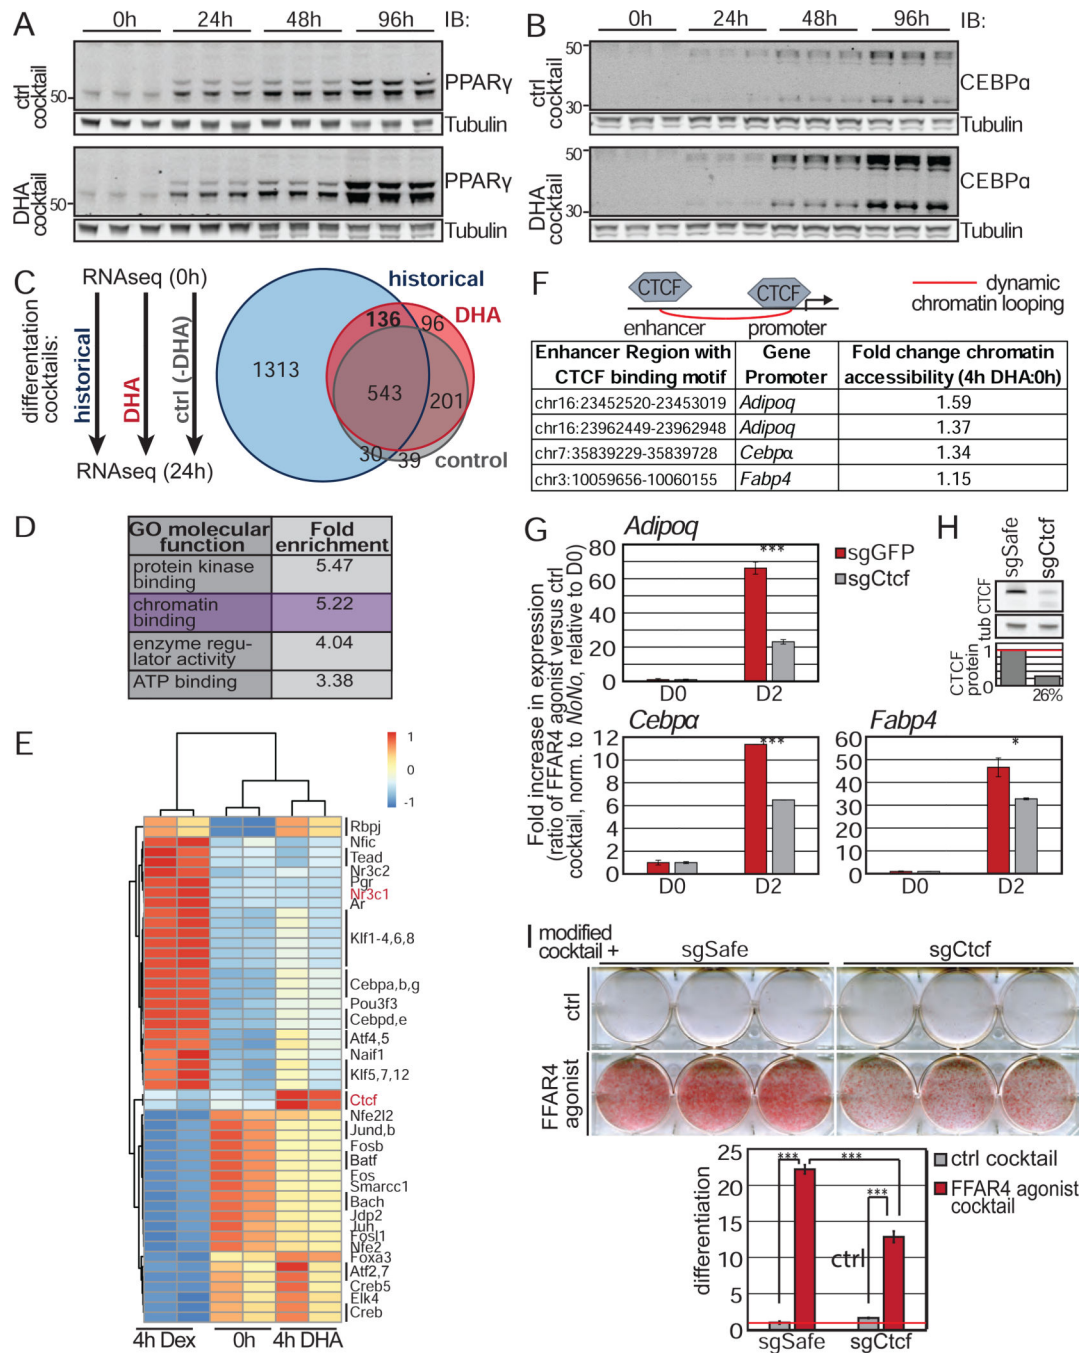 A
0h 24h 48h 96h IB:
ctrl cocktail
50
PPARγ
Tubulin
DHA cocktail
50
PPARγ
Tubulin
B
0h 24h 48h 96h IB:
ctrl cocktail
50
30
CEBPα
Tubulin
DHA cocktail
50
30
CEBPα
Tubulin
C
differentiation cocktails:
RNAseq (0h)
historical
DHA
ctrl (-DHA)
RNAseq (24h)
historical
DHA
control
136
96
1313
543
201
30
39
D
GO molecular function
Fold enrichment
protein kinase binding
5.47
chromatin binding
5.22
enzyme regu-
lator activity
4.04
ATP binding
3.38
E
1
0
-1
Rbpj
Nfic
Tead
Nr3c2
Pgr
Nr3c1
Ar
Klf1-4,6,8
Cebpa,b,g
Pou3f3
Cebpd,e
Atf4,5
Naif1
Klf5,7,12
Ctcf
Nfe2l2
Jund,b
Fosb
Batf
Fos
Smarcc1
Bach
Jdp2
Jun
Fosl1
Nfe2
Foxa3
Atf2,7
Creb5
Elk4
Creb
4h Dex 0h 4h DHA
F
CTCF CTCF
enhancer promoter
dynamic
chromatin looping
Enhancer Region with CTCF binding motif
Gene Promoter
Fold change chromatin accessibility (4h DHA:0h)
chr16:23452520-23453019 Adipoq 1.59
chr16:23962449-23962948 Adipoq 1.37
chr7:35839229-35839728 Cebpα 1.34
chr3:10059656-10060155 Fabp4 1.15
G
Fold increase in expression
(ratio of FFAR4 agonist versus ctrl
cocktail, norm. to NoNo, relative to D0)
Adipoq
80
70
60
50
40
30
20
10
0
***
D0 D2
sgGFP
sgCtcf
Cebpα
12
10
8
6
4
2
0
***
D0 D2
Fabp4
60
50
40
30
20
10
0
*
D0 D2
H
sgSafe
sgCtcf
CTCF
tub
CTCF protein
1
0
26%
I
modified
cocktail +
sgSafe sgCtcf
ctrl
FFAR4 agonist
differentiation
25
20
15
10
5
2
0
***
***
***
ctrl
sgSafe sgCtcf
ctrl cocktail
FFAR4 agonist
cocktail